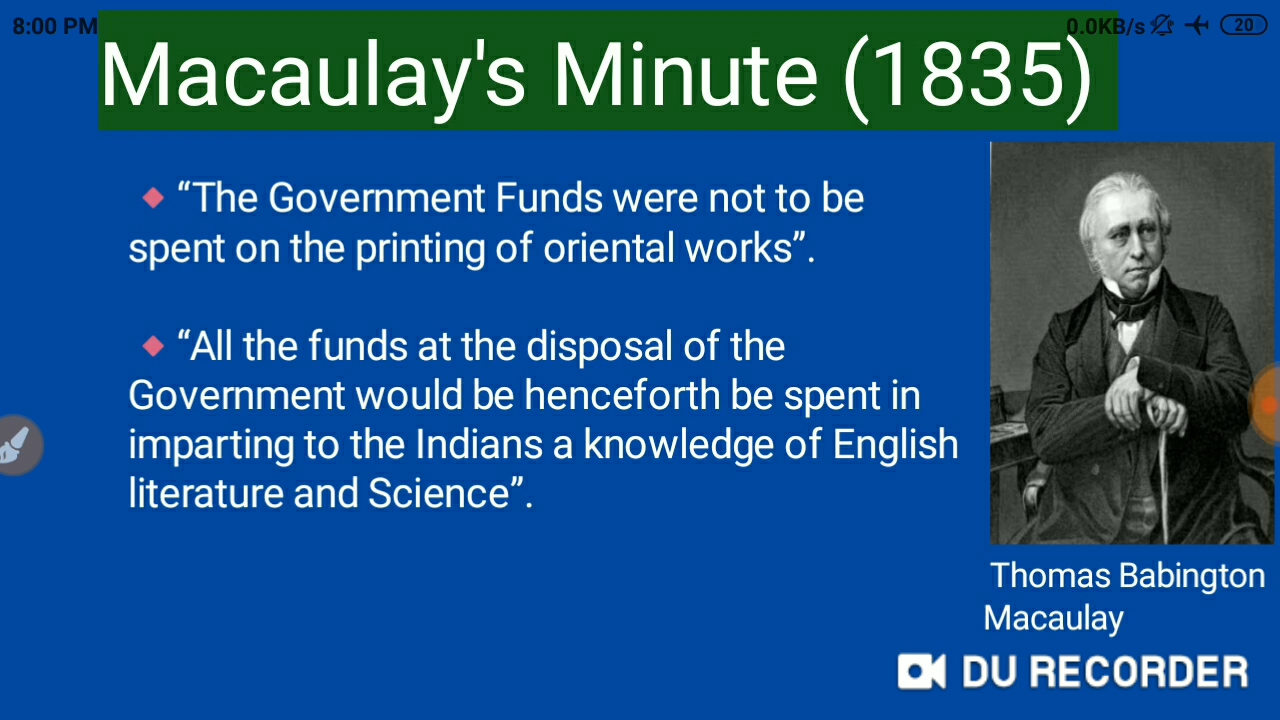 8:00 PM
0.0KB/s
20
Macaulay's Minute (1835)
“The Government Funds were not to be
spent on the printing of oriental works”.
“All the funds at the disposal of the
Government would be henceforth be spent in
imparting to the Indians a knowledge of English
literature and Science”.
Thomas Babington
Macaulay
DU RECORDER